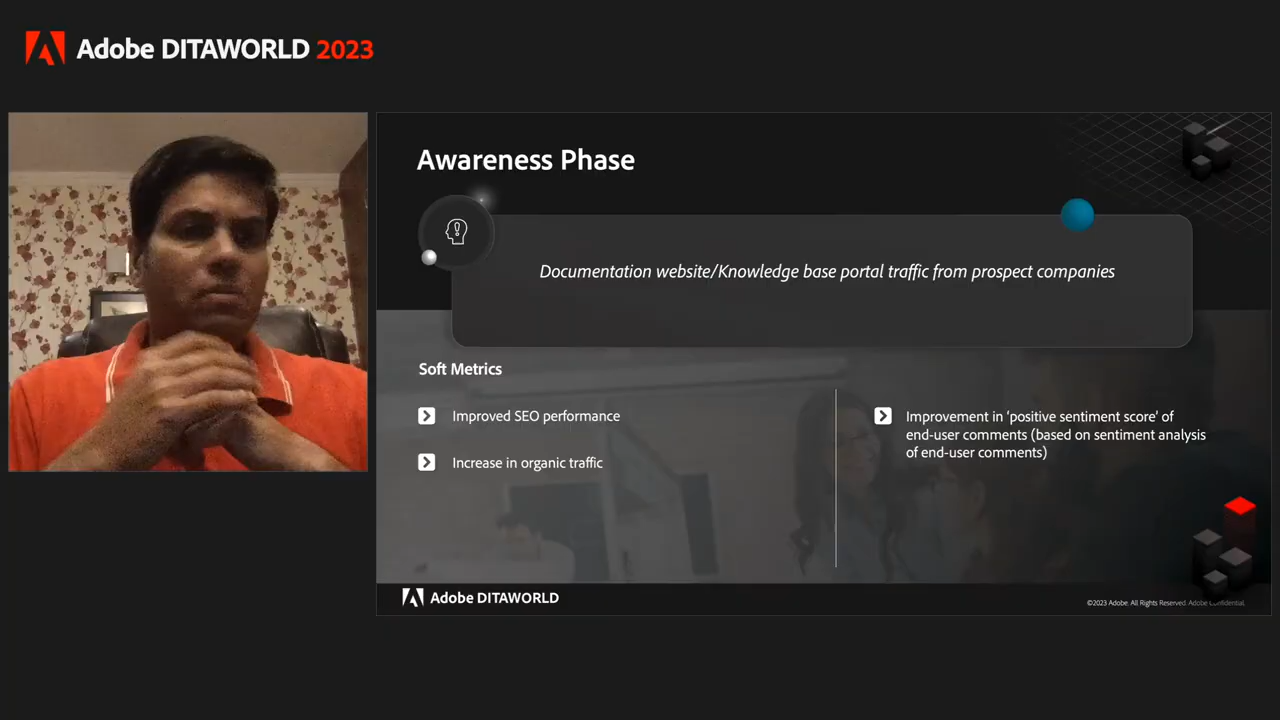 Adobe DITAWORLD 2023
Awareness Phase
Documentation website/Knowledge base portal traffic from prospect companies
Soft Metrics
Improved SEO performance
Increase in organic traffic
Improvement in ‘positive sentiment score’ of
end-user comments (based on sentiment analysis
of end-user comments)
Adobe DITAWORLD
©2023 Adobe. All Rights Reserved. Adobe Confidential.